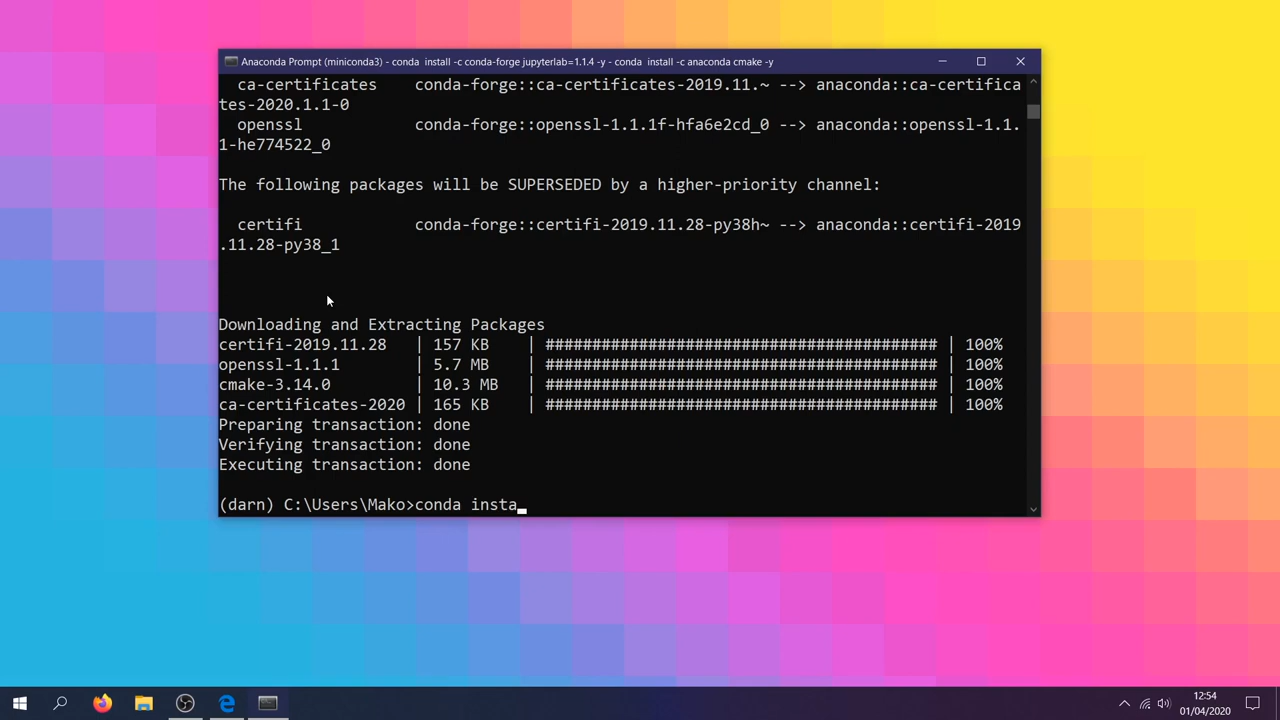 Anaconda Prompt (miniconda3) - conda  install -c conda-forge jupyterlab=1.1.4 -y - conda  install -c anaconda cmake -y
ca-certificates    conda-forge::ca-certificates-2019.11.~ --> anaconda::ca-certifica
tes-2020.1.1-0
openssl            conda-forge::openssl-1.1.1f-hfa6e2cd_0 --> anaconda::openssl-1.1.
1-he774522_0
The following packages will be SUPERSEDED by a higher-priority channel:
certifi            conda-forge::certifi-2019.11.28-py38h~ --> anaconda::certifi-2019
.11.28-py38_1
Downloading and Extracting Packages
certifi-2019.11.28   | 157 KB    | ########################################## | 100%
openssl-1.1.1        | 5.7 MB    | ########################################## | 100%
cmake-3.14.0         | 10.3 MB   | ########################################## | 100%
ca-certificates-2020 | 165 KB    | ########################################## | 100%
Preparing transaction: done
Verifying transaction: done
Executing transaction: done
(darn) C:\Users\Mako>conda insta
12:54
01/04/2020